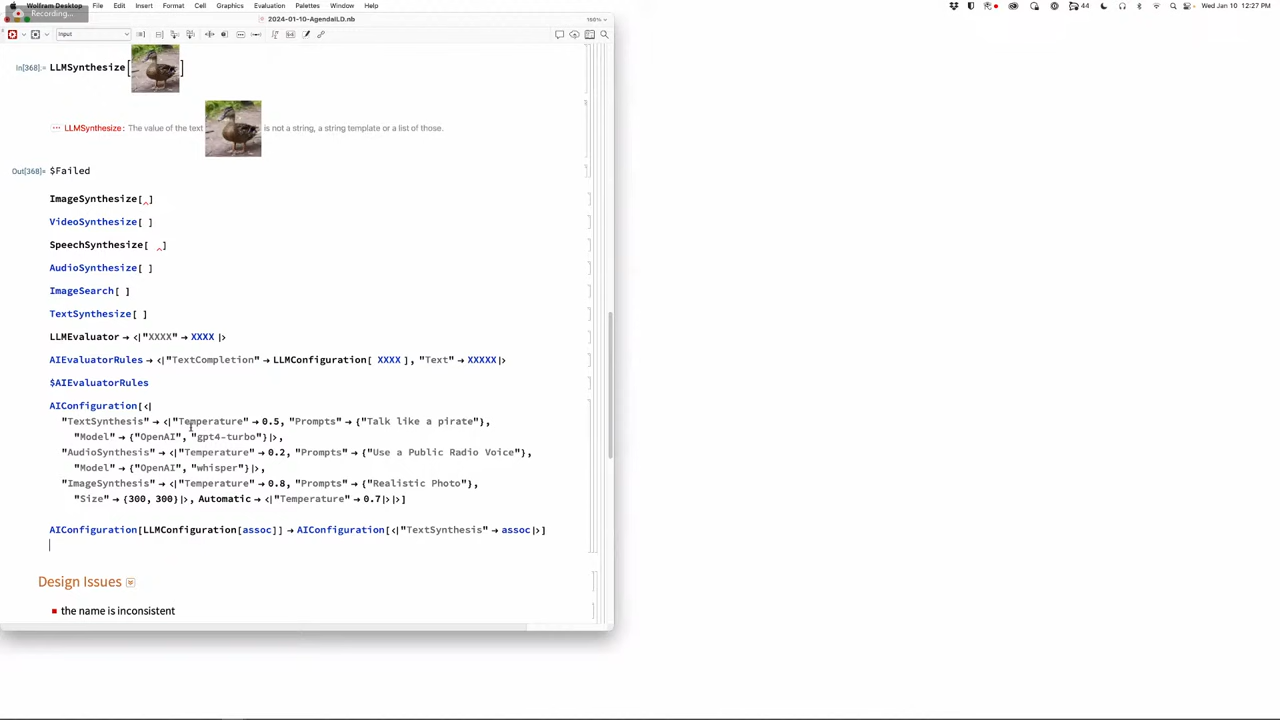 Wolfram Desktop File Edit Insert Format Cell Graphics Evaluation Palettes Window Help 44 Wed Jan 10 12:27 PM
Recording...
2024-01-10-AgendaILD.nb
150%
Input
In[368]:= LLMSynthesize[ ]
LLMSynthesize: The value of the text is not a string, a string template or a list of those.
Out[368]= $Failed
ImageSynthesize[ ]
VideoSynthesize[ ]
SpeechSynthesize[ ]
AudioSynthesize[ ]
ImageSearch[ ]
TextSynthesize[ ]
LLMEvaluator → <|"XXXX" → XXXX |>
AIEvaluatorRules → <|"TextCompletion" → LLMConfiguration[ XXXX ], "Text" → XXXXX|>
$AIEvaluatorRules
AIConfiguration[<|
"TextSynthesis" → <|"Temperature" → 0.5, "Prompts" → {"Talk like a pirate"},
"Model" → {"OpenAI", "gpt4-turbo"}|>,
"AudioSynthesis" → <|"Temperature" → 0.2, "Prompts" → {"Use a Public Radio Voice"},
"Model" → {"OpenAI", "whisper"}|>,
"ImageSynthesis" → <|"Temperature" → 0.8, "Prompts" → {"Realistic Photo"},
"Size" → {300, 300}|>, Automatic → <|"Temperature" → 0.7|>|>]
AIConfiguration[LLMConfiguration[assoc]] → AIConfiguration[<|"TextSynthesis" → assoc|>]
Design Issues
the name is inconsistent